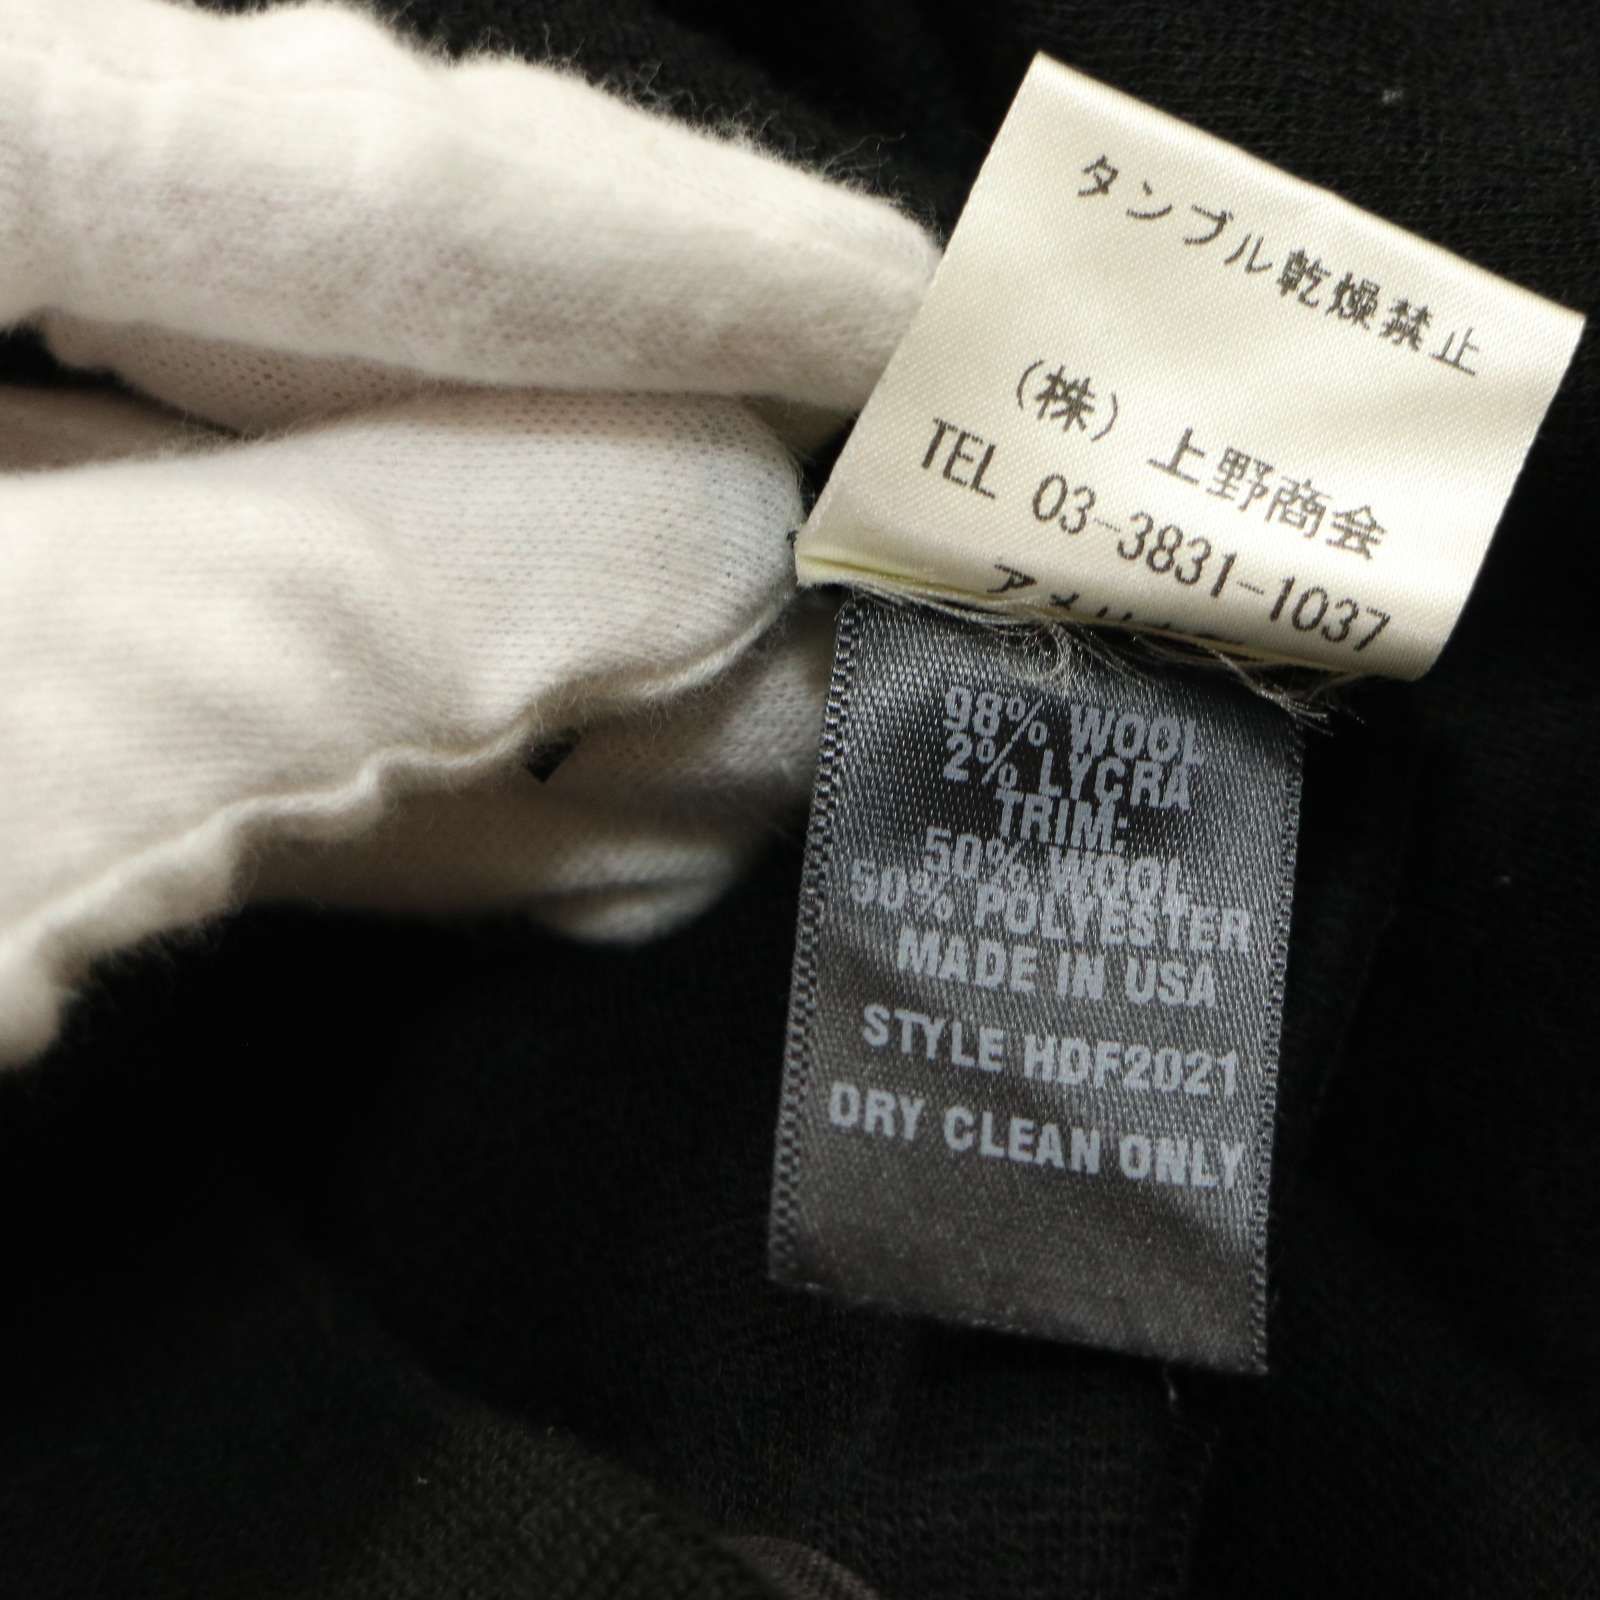 タンブル乾燥禁止
(株)上野商会
TEL 03-3831-1037
98% WOOL
2% LYCRA
TRIM:
50% WOOL,
50% POLYESTER
MADE IN USA
STYLE HDF2021
DRY CLEAN ONLY